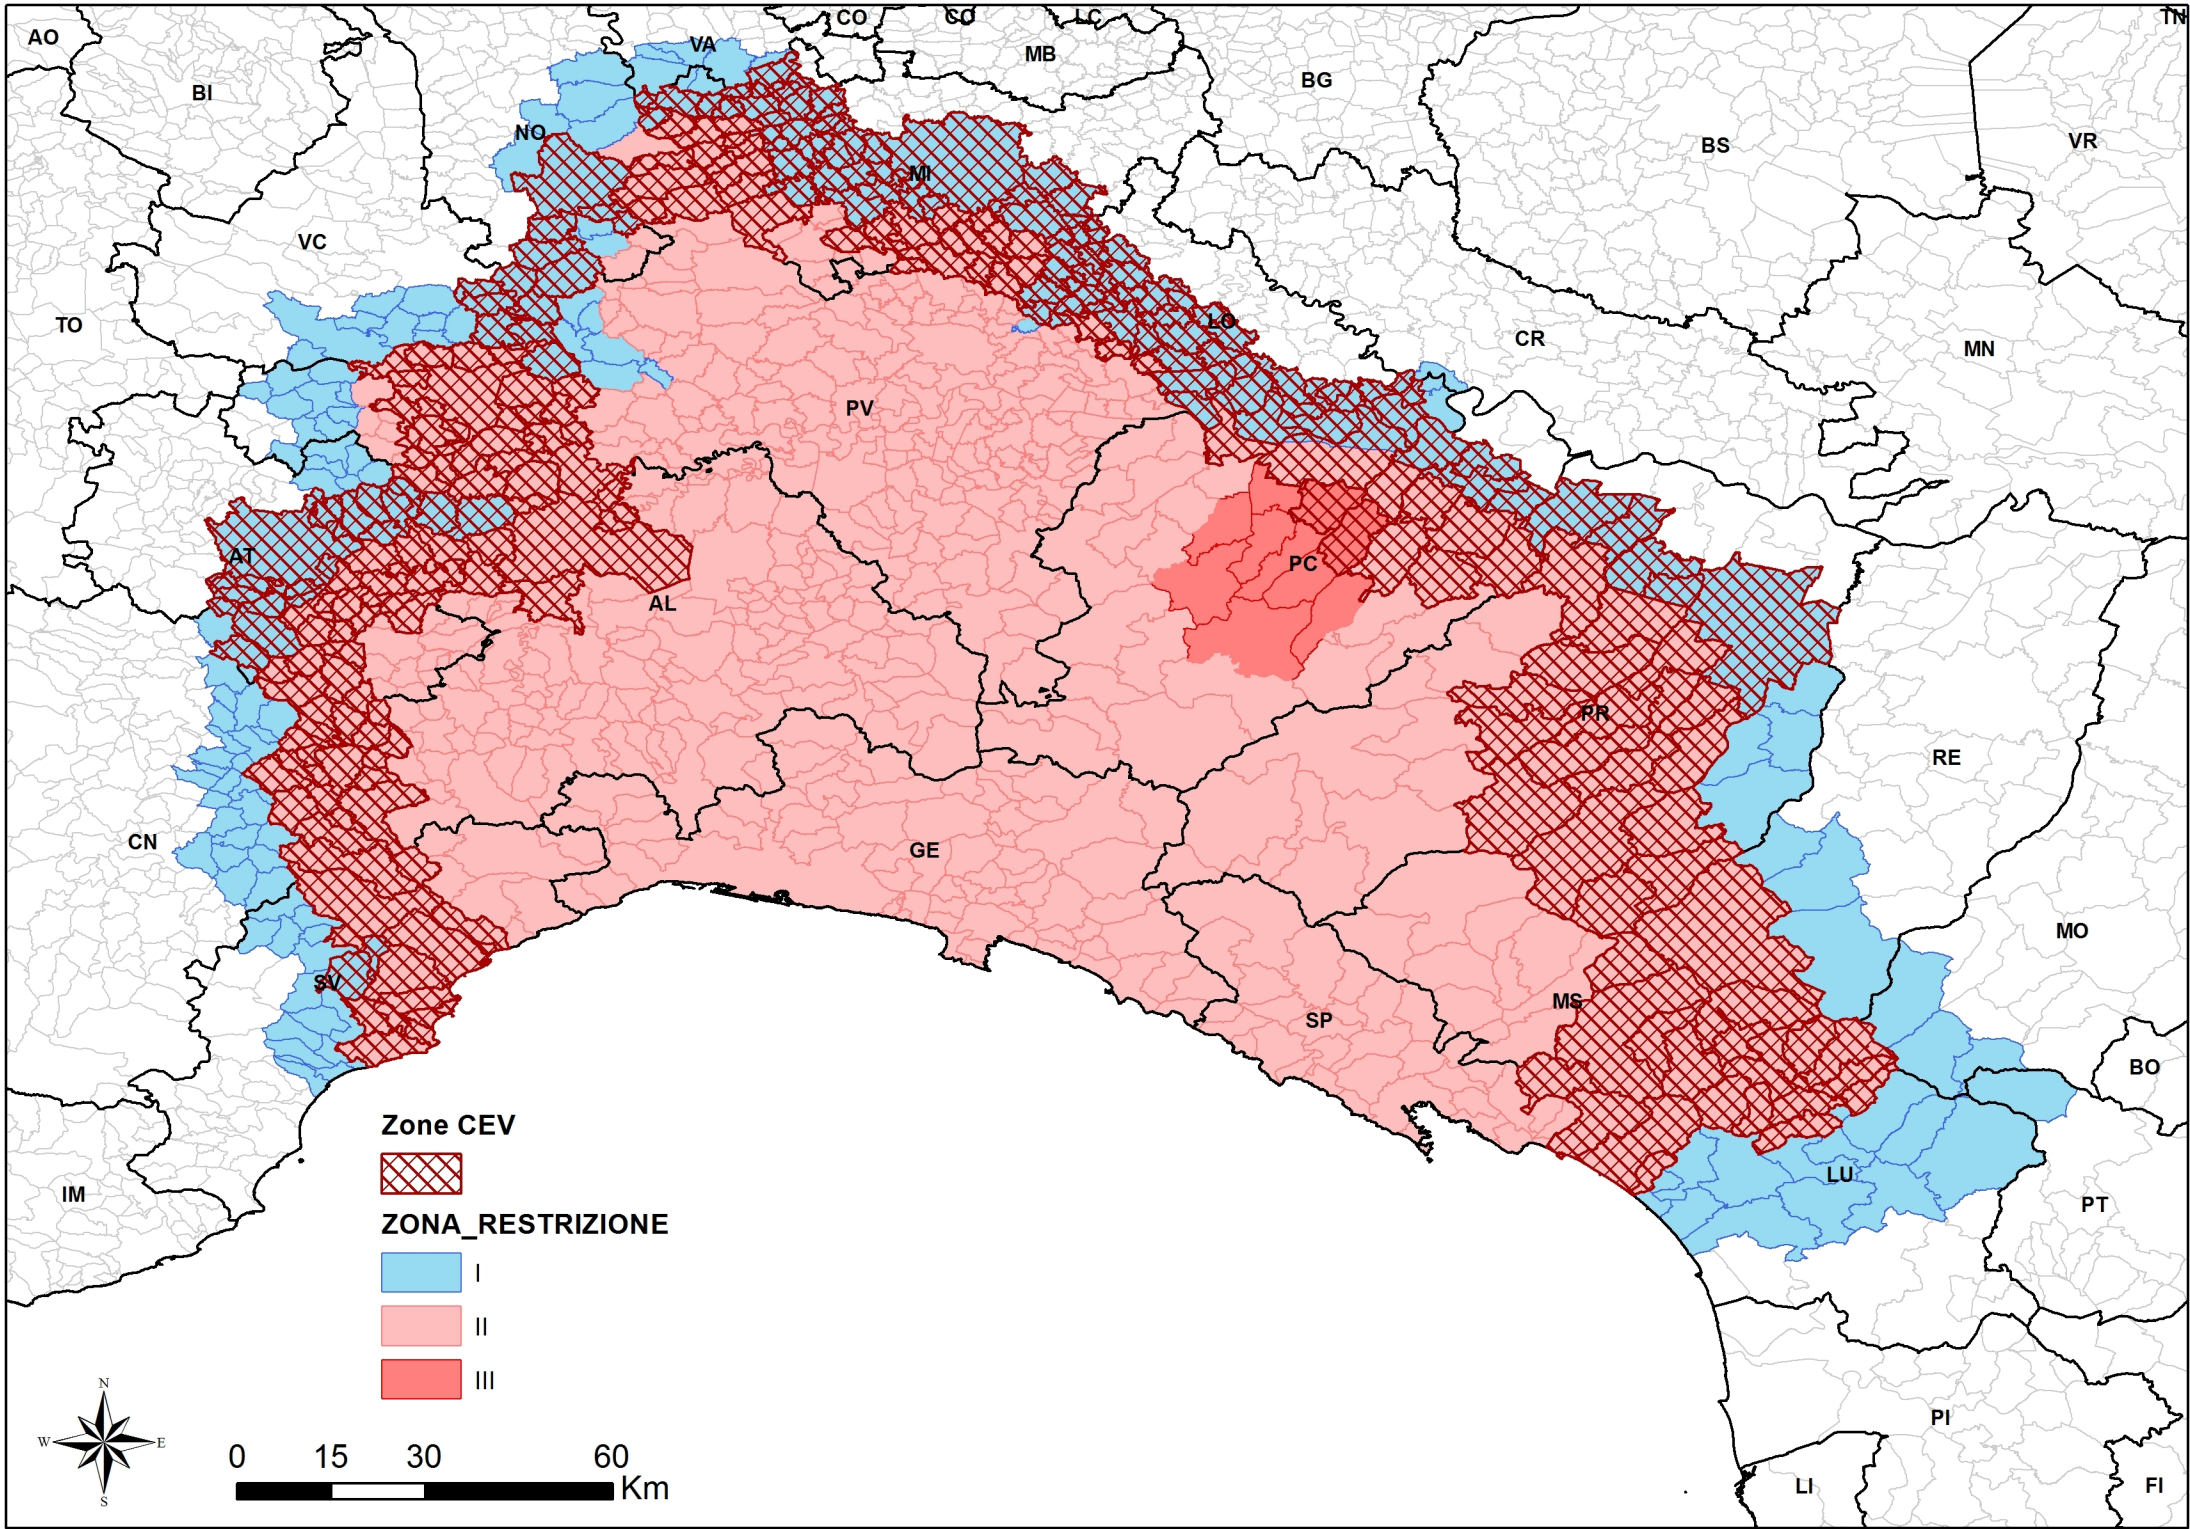 CO
CO
LC
TN
AO
VA
MB
BG
BI
NO
BS
VR
MI
VC
TO
LO
CR
MN
PV
AT
PC
AL
PR
RE
CN
GE
MO
SV
MS
SP
BO
LU
IM
PT
PI
LI
FI
Zone CEV
ZONA_RESTRIZIONE
I
II
III
N
W
E
S
0 15 30 60
Km